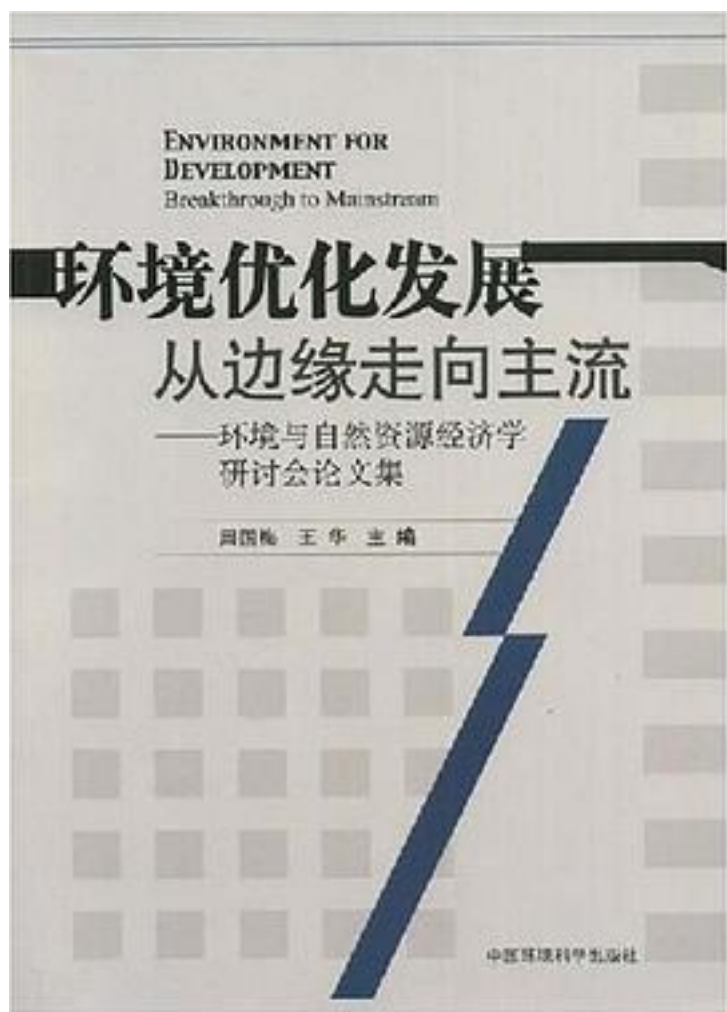 ENVIRONMENT FOR
DEVELOPMENT
Breakthrough to Mainstream
环境优化发展
从边缘走向主流
——环境与自然资源经济学
研讨会论文集
王华 主编
中国环境科学出版社